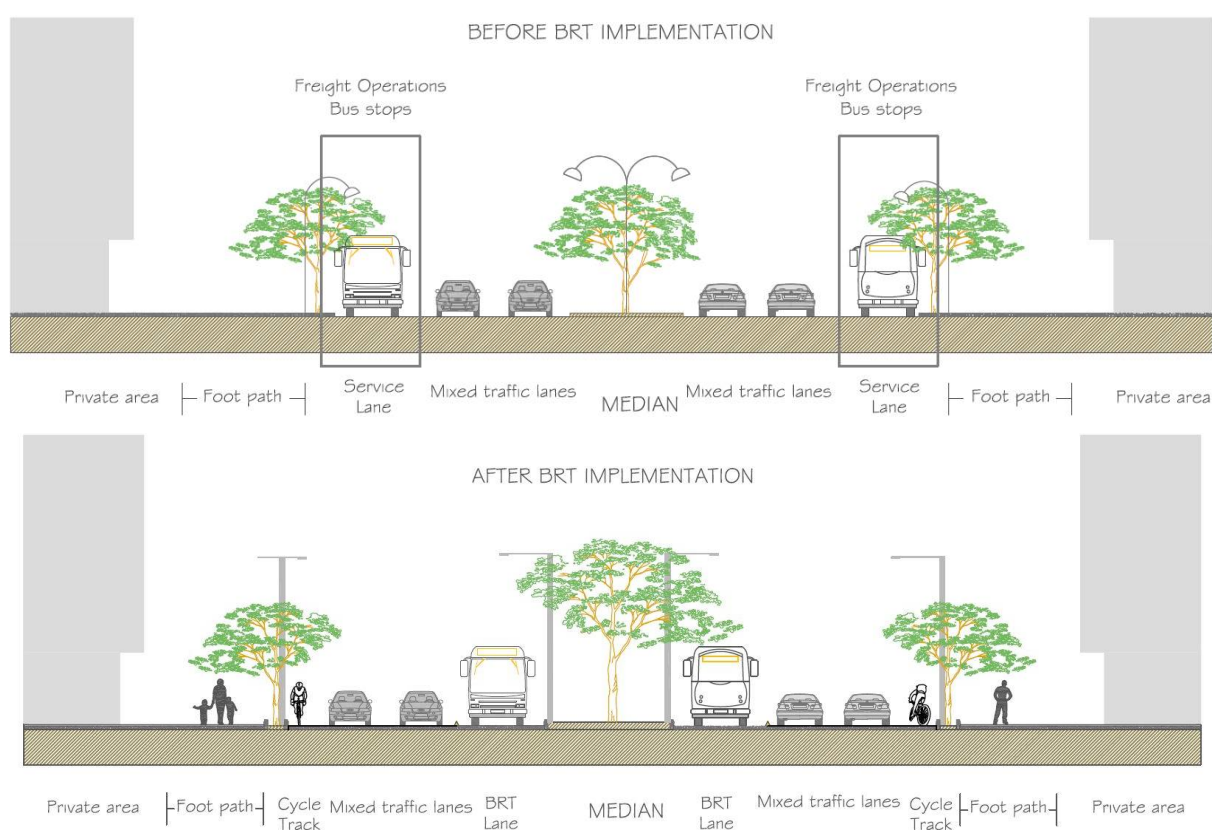 BEFORE BRT IMPLEMENTATION
Freight Operations
Bus stops
Freight Operations
Bus stops
Private area
Foot path
Service
Lane
Mixed traffic lanes
MEDIAN
Mixed traffic lanes
Service
Lane
Foot path
Private area
AFTER BRT IMPLEMENTATION
Private area
Foot path
Cycle
Track
Mixed traffic lanes
BRT
Lane
MEDIAN
BRT
Lane
Mixed traffic lanes
Cycle
Track
Foot path
Private area